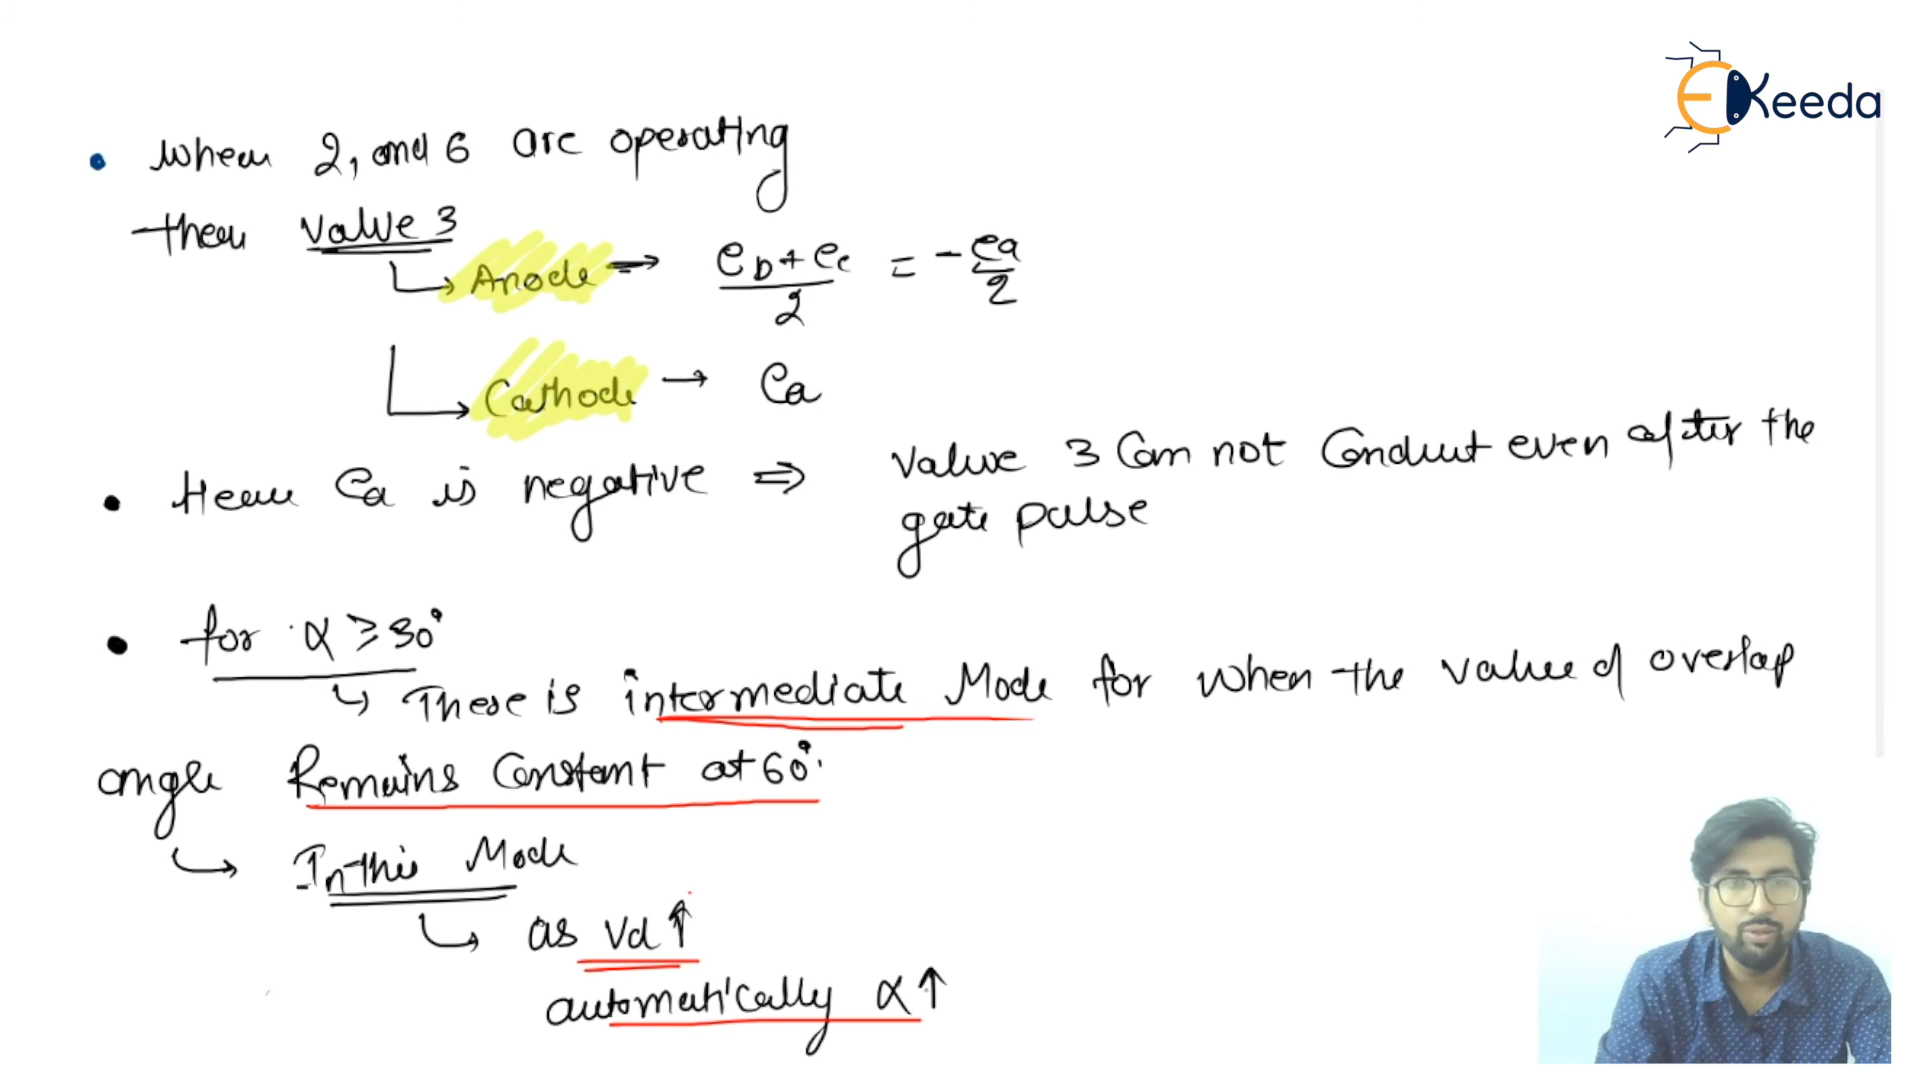 EKeeda
• when 2, and 6 are operating
then valve 3
↳ Anode → (eb + ec)/2 = -ea/2
↳ Cathode → ea
• Hence ea is negative ⇒ valve 3 can not conduct even after the
gate pulse
• for α ≥ 30°
↳ There is intermediate Mode for when the value of overlap
angle Remains Constant at 60°.
↳ In this Mode
↳ as Vd ↑
automatically α ↑